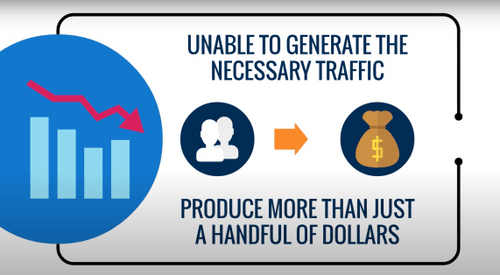 UNABLE TO GENERATE THE
NECESSARY TRAFFIC
$
PRODUCE MORE THAN JUST
A HANDFUL OF DOLLARS